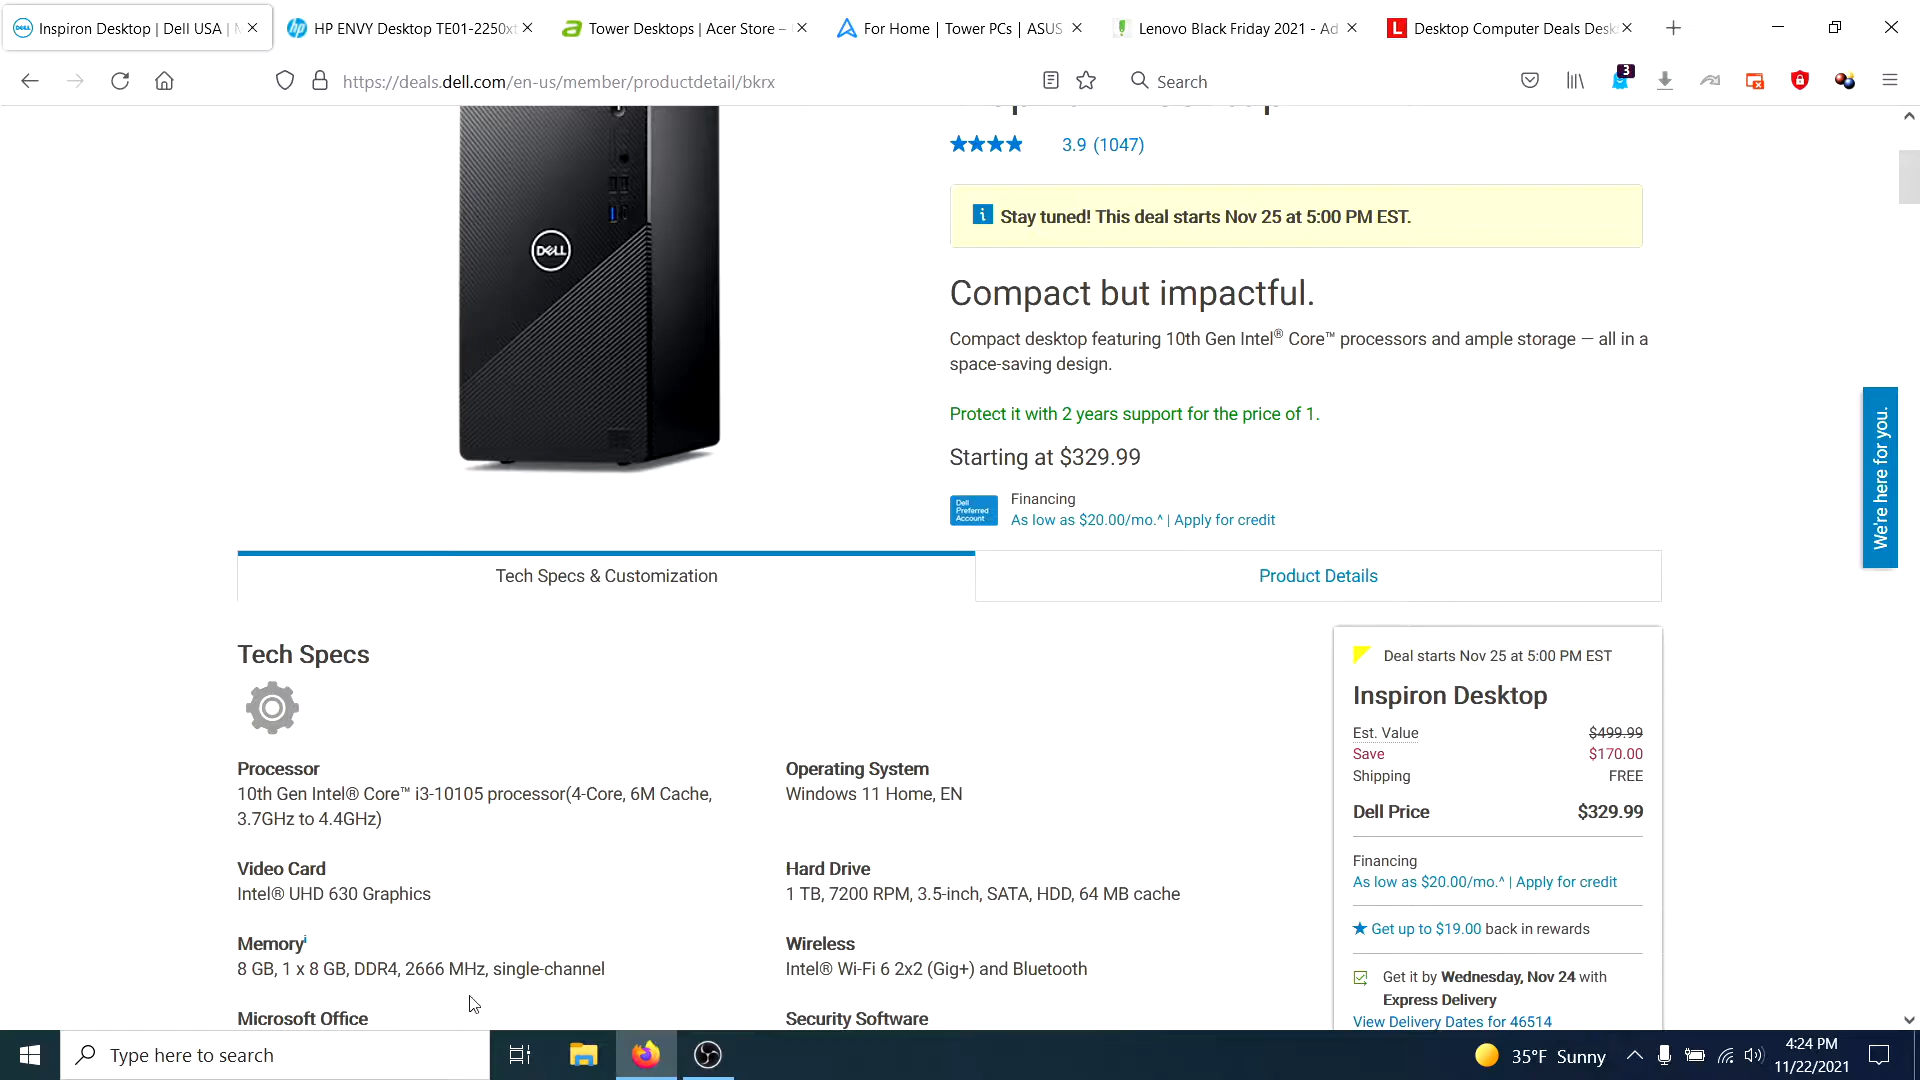 Inspiron Desktop | Dell USA |
HP ENVY Desktop TE01-2250xt
Tower Desktops | Acer Store –
For Home | Tower PCs | ASUS
Lenovo Black Friday 2021 - Ad
Desktop Computer Deals Desk
https://deals.dell.com/en-us/member/productdetail/bkrx
Search
3
3.9 (1047)
Stay tuned! This deal starts Nov 25 at 5:00 PM EST.
DELL
Compact but impactful.
Compact desktop featuring 10th Gen Intel® Core™ processors and ample storage — all in a
space-saving design.
Protect it with 2 years support for the price of 1.
Starting at $329.99
Dell
Preferred
Account
Financing
As low as $20.00/mo.^ | Apply for credit
We're here for you.
Tech Specs & Customization
Product Details
Tech Specs
Processor
10th Gen Intel® Core™ i3-10105 processor(4-Core, 6M Cache,
3.7GHz to 4.4GHz)
Operating System
Windows 11 Home, EN
Video Card
Intel® UHD 630 Graphics
Hard Drive
1 TB, 7200 RPM, 3.5-inch, SATA, HDD, 64 MB cache
Memory i
8 GB, 1 x 8 GB, DDR4, 2666 MHz, single-channel
Wireless
Intel® Wi-Fi 6 2x2 (Gig+) and Bluetooth
Microsoft Office
Security Software
Deal starts Nov 25 at 5:00 PM EST
Inspiron Desktop
Est. Value $499.99
Save $170.00
Shipping FREE
Dell Price $329.99
Financing
As low as $20.00/mo.^ | Apply for credit
Get up to $19.00 back in rewards
Get it by Wednesday, Nov 24 with
Express Delivery
View Delivery Dates for 46514
Type here to search
35°F Sunny
4:24 PM
11/22/2021